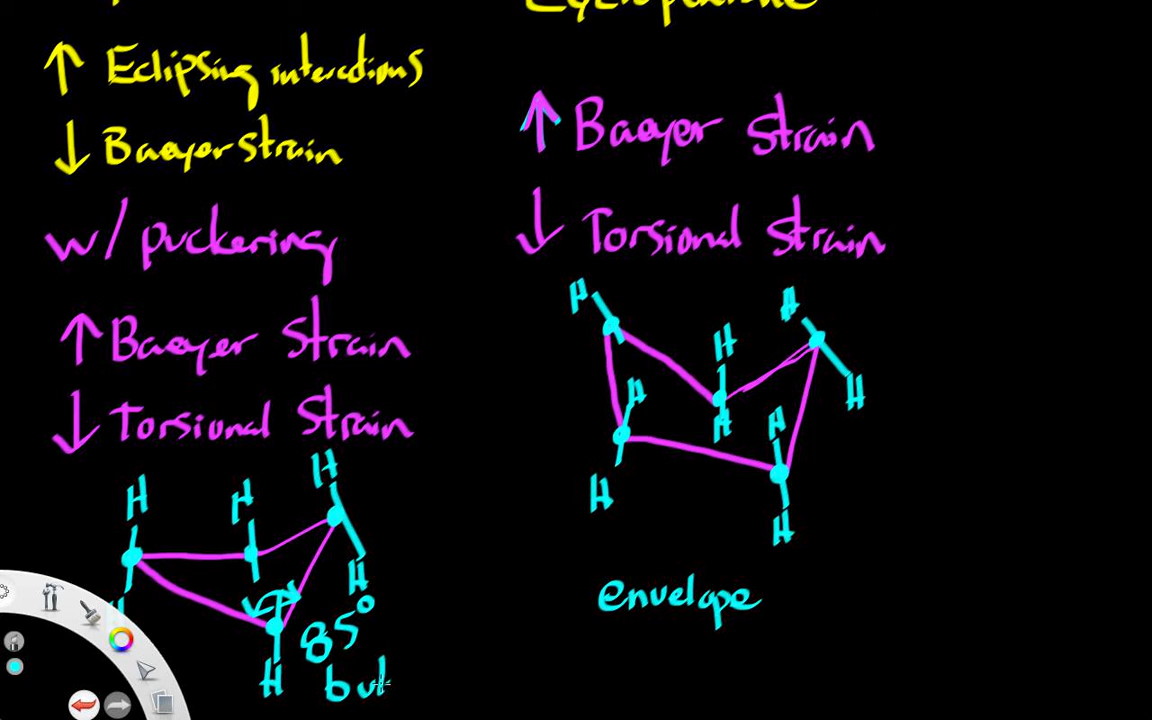 ↑ Eclipsing interactions
↓ Baeyer strain
w/ puckering
↑ Baeyer strain
↓ Torsional strain
H H H
H
H
85°
but
↑ Baeyer strain
↓ Torsional strain
H H H
H H
H H
H
H
envelope